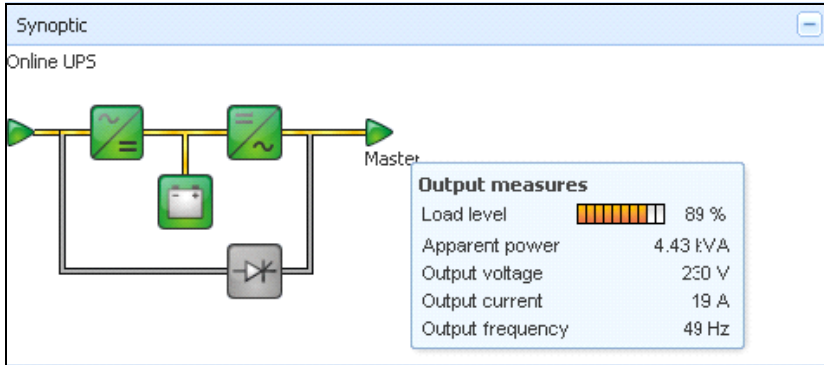 Synoptic
Online UPS
Master
Output measures
Load level 89 %
Apparent power 4.43 kVA
Output voltage 230 V
Output current 19 A
Output frequency 49 Hz